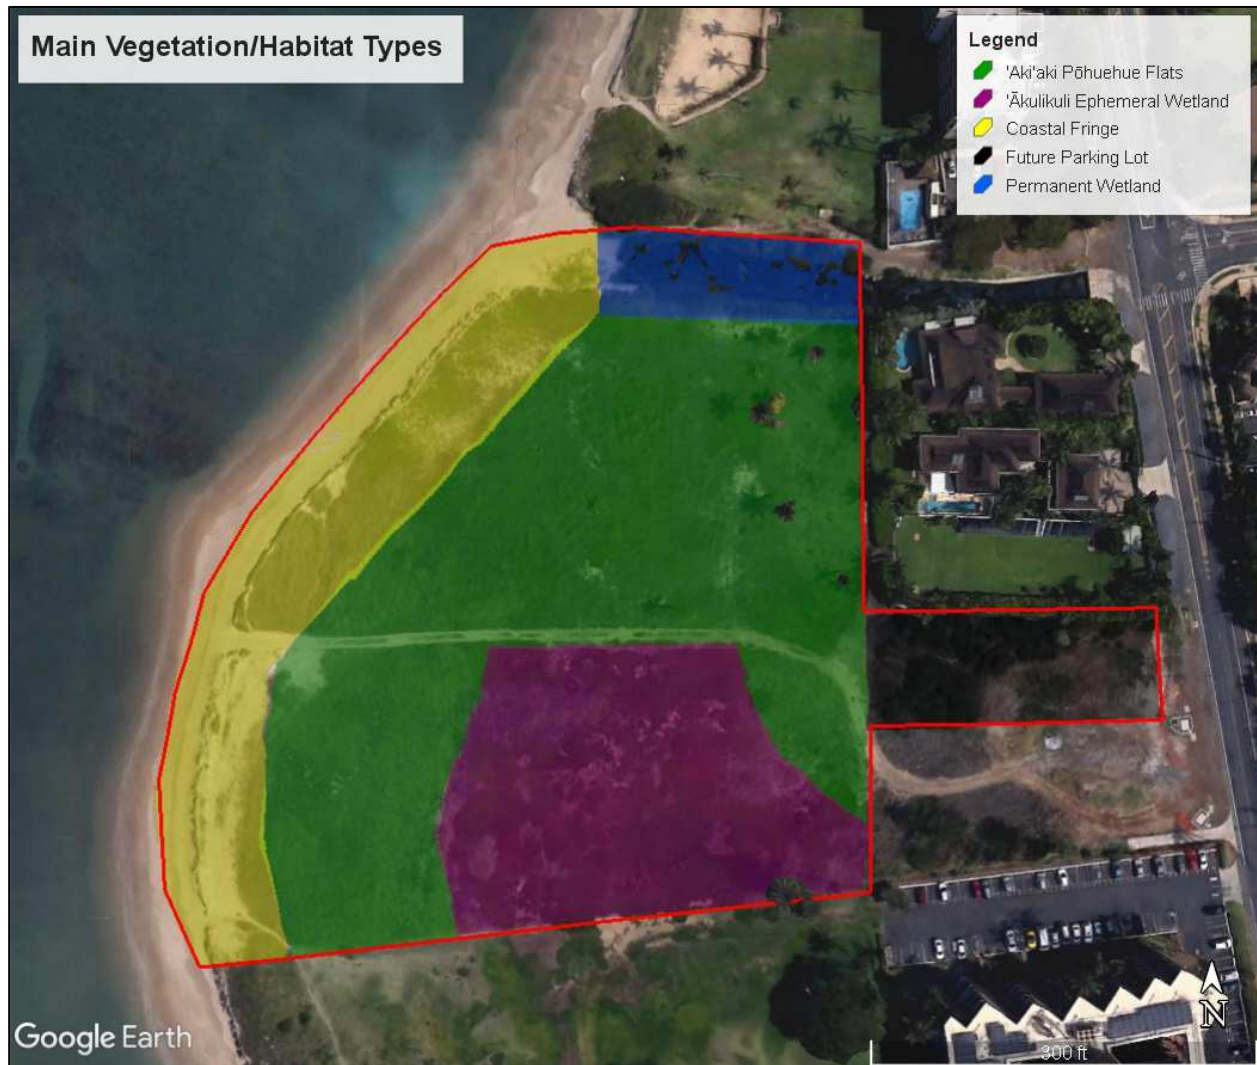 Main Vegetation/Habitat Types
Legend
'Aki'aki Pōhuehue Flats
'Ākulikuli Ephemeral Wetland
Coastal Fringe
Future Parking Lot
Permanent Wetland
N
Google Earth
300 ft